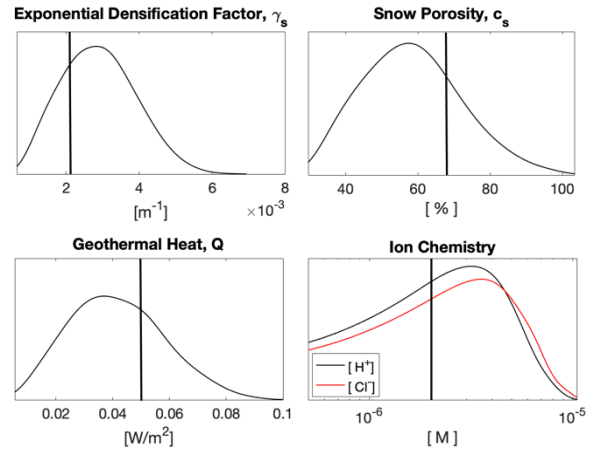 Exponential Densification Factor, γs
2 4 6 8
[m⁻¹]
×10⁻³
Snow Porosity, cs
40 60 80 100
[ % ]
Geothermal Heat, Q
0.02 0.04 0.06 0.08 0.1
[W/m²]
Ion Chemistry
[ H⁺]
[ Cl⁻]
10⁻⁶ 10⁻⁵
[ M ]